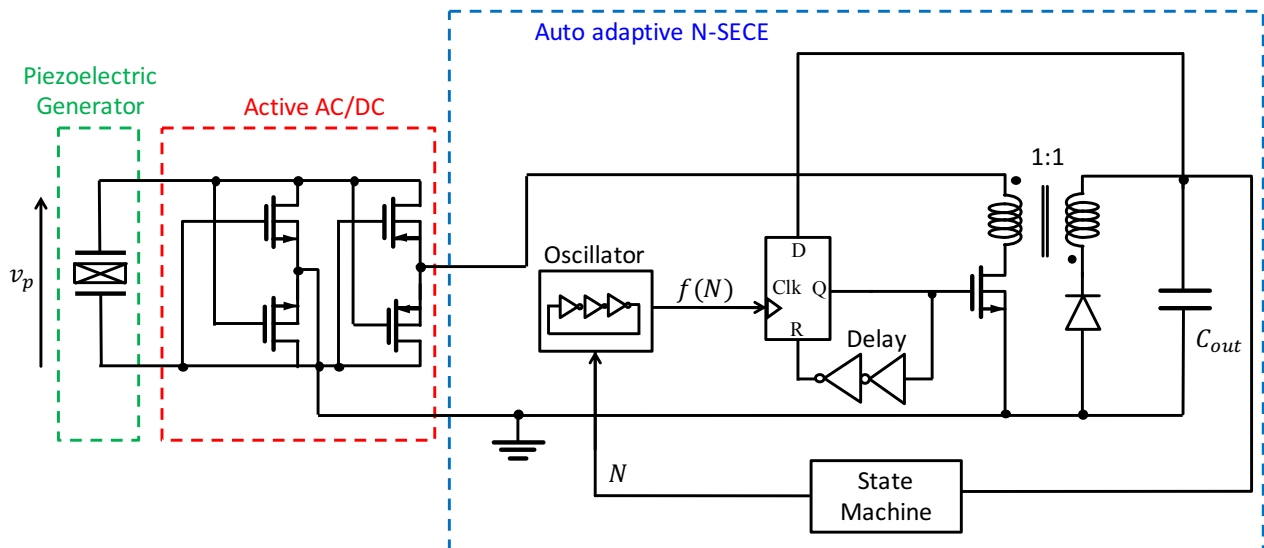 Auto adaptive N-SECE
Piezoelectric
Generator
Active AC/DC
1:1
v_p
Oscillator
f(N)
D
Clk
Q
R
Delay
C_out
N
State
Machine